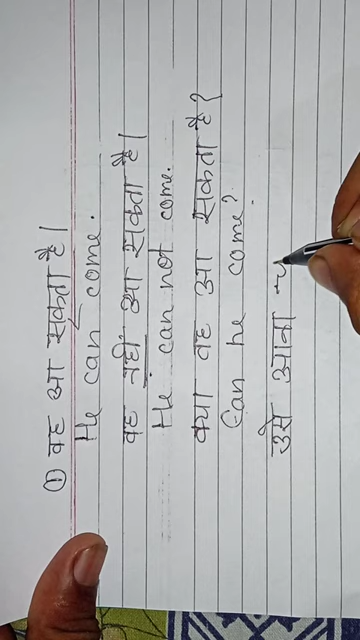 ① वह आ सकता है।
He can come.
वह नहीं आ सकता है।
He can not come.
क्या वह आ सकता है?
Can he come?
उसे आना